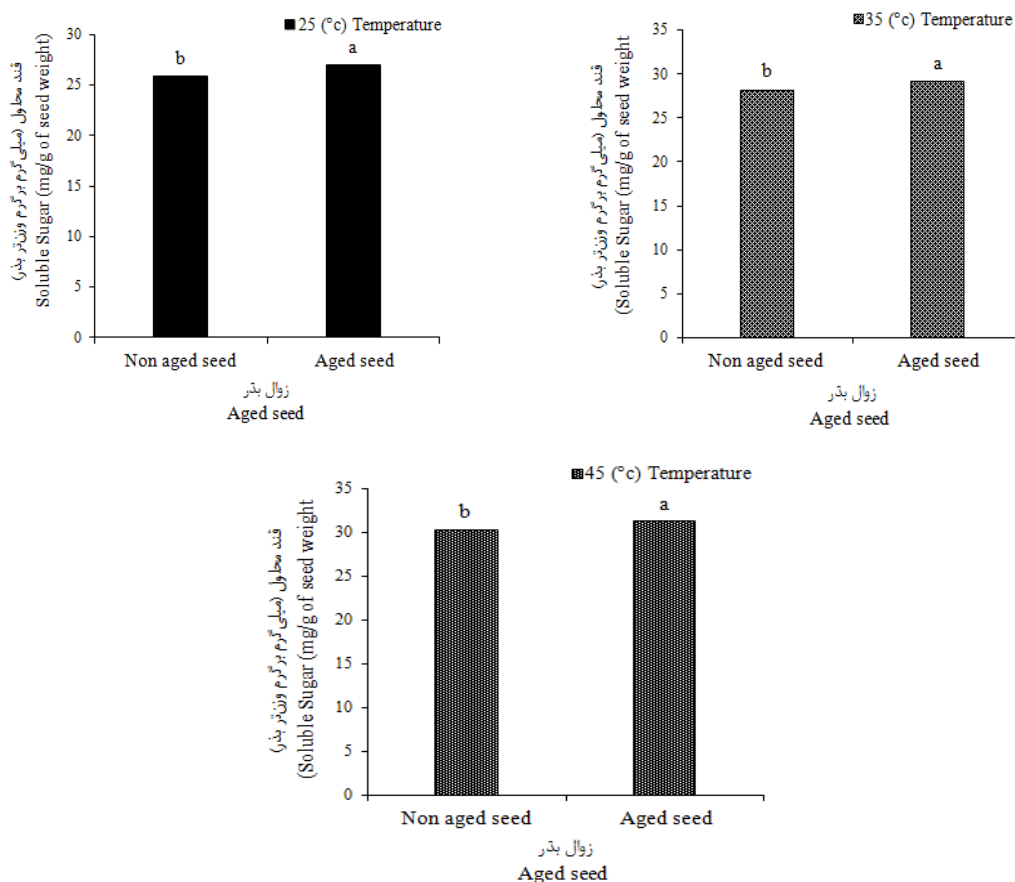 25 (°c) Temperature
قند محلول (میلی گرم بر گرم وزن‌تر بذر)
Soluble Sugar (mg/g of seed weight)
30
25
20
15
10
5
0
b
a
Non aged seed
Aged seed
زوال بذر
Aged seed
35 (°c) Temperature
قند محلول (میلی گرم بر گرم وزن‌تر بذر)
(Soluble Sugar (mg/g of seed weight
35
30
25
20
15
10
5
0
b
a
Non aged seed
Aged seed
زوال بذر
Aged seed
45 (°c) Temperature
قند محلول (میلی گرم بر گرم وزن‌تر بذر)
(Soluble Sugar (mg/g of seed weight
35
30
25
20
15
10
5
0
b
a
Non aged seed
Aged seed
زوال بذر
Aged seed